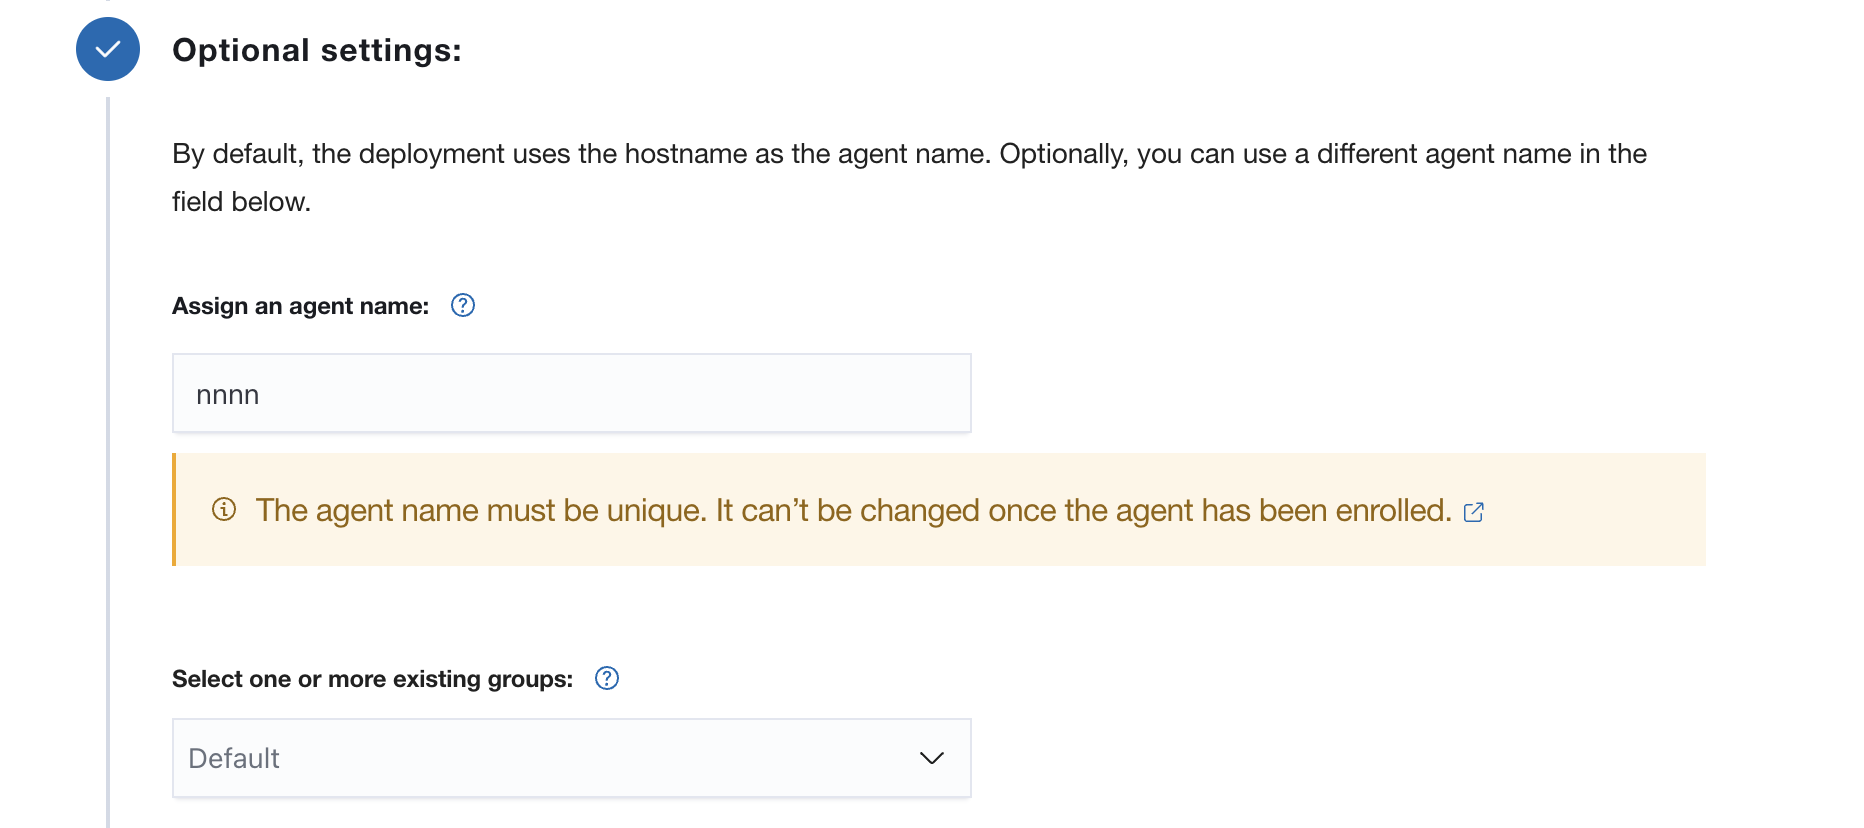 Optional settings:
By default, the deployment uses the hostname as the agent name. Optionally, you can use a different agent name in the
field below.
Assign an agent name:
nnnn
The agent name must be unique. It can’t be changed once the agent has been enrolled.
Select one or more existing groups:
Default